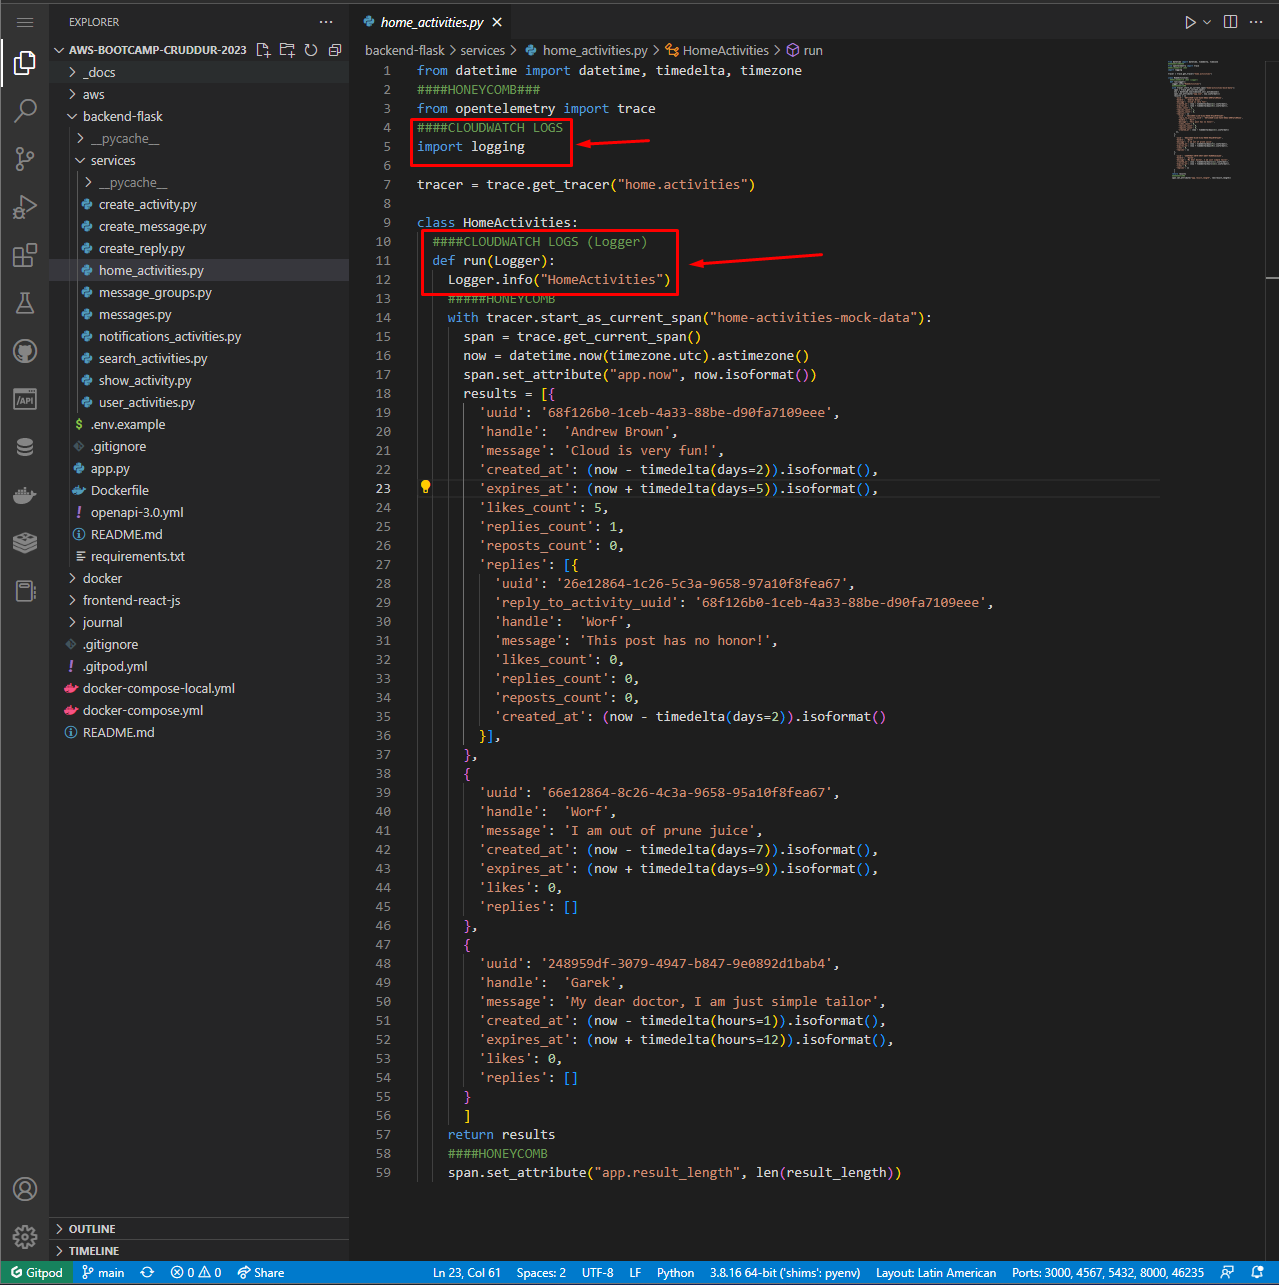 EXPLORER
AWS-BOOTCAMP-CRUDDUR-2023
_docs
aws
backend-flask
__pycache__
services
__pycache__
create_activity.py
create_message.py
create_reply.py
home_activities.py
message_groups.py
messages.py
notifications_activities.py
search_activities.py
show_activity.py
user_activities.py
.env.example
.gitignore
app.py
Dockerfile
openapi-3.0.yml
README.md
requirements.txt
docker
frontend-react-js
journal
.gitignore
.gitpod.yml
docker-compose-local.yml
docker-compose.yml
README.md
OUTLINE
TIMELINE
home_activities.py
backend-flask > services > home_activities.py > HomeActivities > run
1 from datetime import datetime, timedelta, timezone
2 ####HONEYCOMB###
3 from opentelemetry import trace
4 ####CLOUDWATCH LOGS
5 import logging
6
7 tracer = trace.get_tracer("home.activities")
8
9 class HomeActivities:
10 ####CLOUDWATCH LOGS (Logger)
11 def run(Logger):
12 Logger.info("HomeActivities")
13 #####HONEYCOMB
14 with tracer.start_as_current_span("home-activities-mock-data"):
15 span = trace.get_current_span()
16 now = datetime.now(timezone.utc).astimezone()
17 span.set_attribute("app.now", now.isoformat())
18 results = [{
19 'uuid': '68f126b0-1ceb-4a33-88be-d90fa7109eee',
20 'handle':  'Andrew Brown',
21 'message': 'Cloud is very fun!',
22 'created_at': (now - timedelta(days=2)).isoformat(),
23 'expires_at': (now + timedelta(days=5)).isoformat(),
24 'likes_count': 5,
25 'replies_count': 1,
26 'reposts_count': 0,
27 'replies': [{
28 'uuid': '26e12864-1c26-5c3a-9658-97a10f8fea67',
29 'reply_to_activity_uuid': '68f126b0-1ceb-4a33-88be-d90fa7109eee',
30 'handle':  'Worf',
31 'message': 'This post has no honor!',
32 'likes_count': 0,
33 'replies_count': 0,
34 'reposts_count': 0,
35 'created_at': (now - timedelta(days=2)).isoformat()
36 }],
37 },
38 {
39 'uuid': '66e12864-8c26-4c3a-9658-95a10f8fea67',
40 'handle':  'Worf',
41 'message': 'I am out of prune juice',
42 'created_at': (now - timedelta(days=7)).isoformat(),
43 'expires_at': (now + timedelta(days=9)).isoformat(),
44 'likes': 0,
45 'replies': []
46 },
47 {
48 'uuid': '248959df-3079-4947-b847-9e0892d1bab4',
49 'handle':  'Garek',
50 'message': 'My dear doctor, I am just simple tailor',
51 'created_at': (now - timedelta(hours=1)).isoformat(),
52 'expires_at': (now + timedelta(hours=12)).isoformat(),
53 'likes': 0,
54 'replies': []
55 }
56 ]
57 return results
58 ####HONEYCOMB
59 span.set_attribute("app.result_length", len(result_length))
Gitpod main 0 0 Share Ln 23, Col 61 Spaces: 2 UTF-8 LF Python 3.8.16 64-bit ('shims': pyenv) Layout: Latin American Ports: 3000, 4567, 5432, 8000, 46235